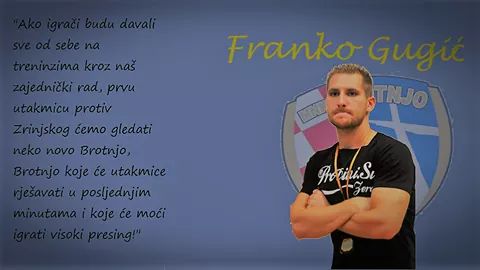 "Ako igrači budu davali
sve od sebe na
treninzima kroz naš
zajednički rad, prvu
utakmicu protiv
Zrinjskog ćemo gledati
neko novo Brotnjo,
Brotnjo koje će utakmice
rješavati u posljednjim
minutama i koje će moći
igrati visoki presing!"
Franko Gugić